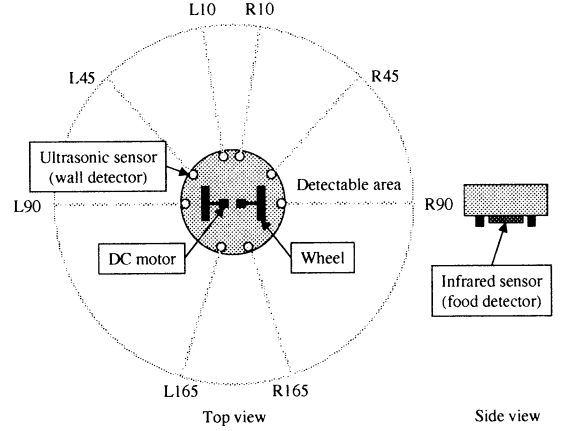 L10 R10
L45
R45
Ultrasonic sensor
(wall detector)
Detectable area
L90
R90
DC motor
Wheel
Infrared sensor
(food detector)
L165
R165
Top view
Side view